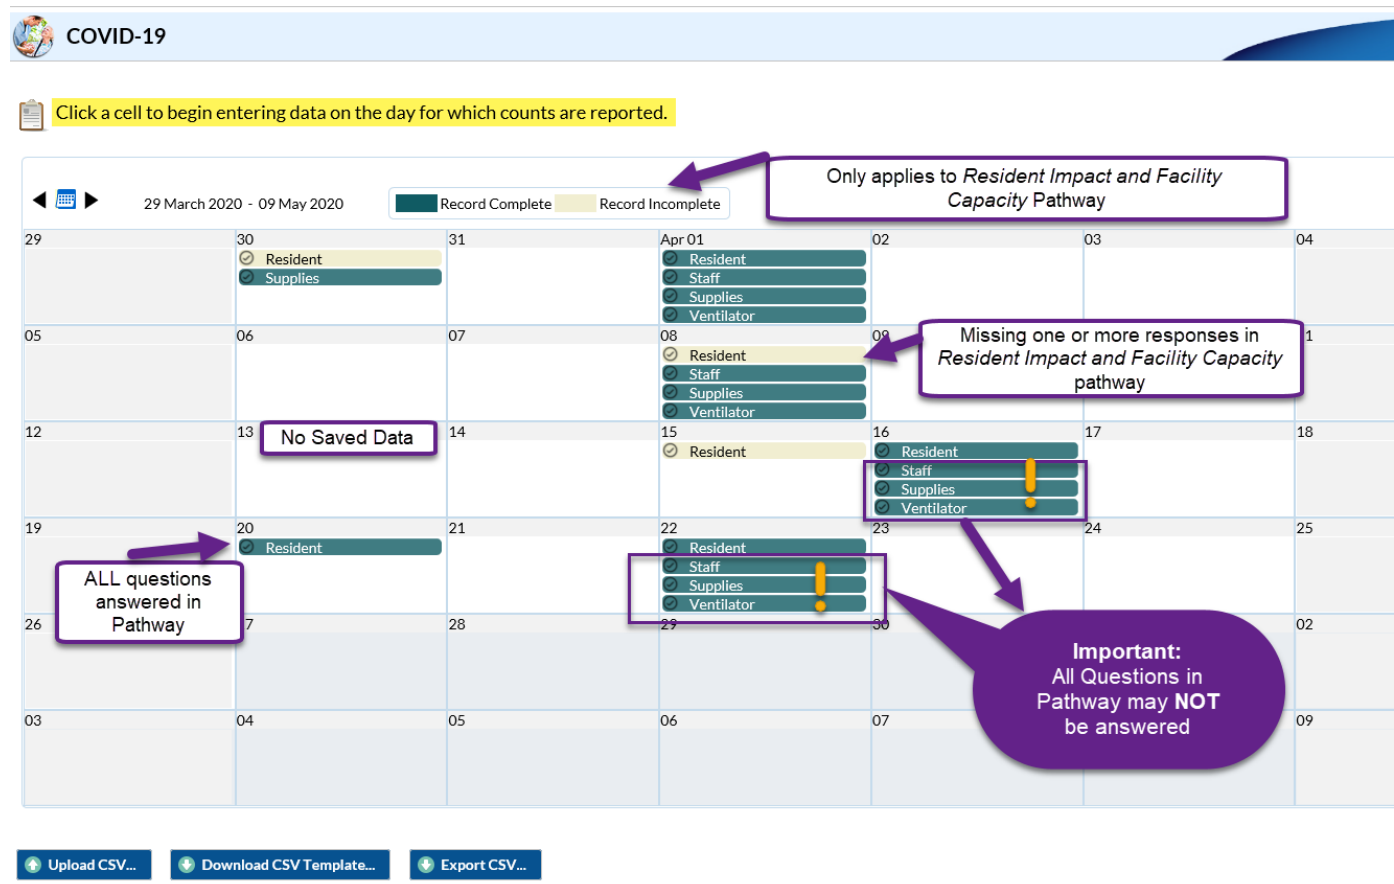 COVID-19
Click a cell to begin entering data on the day for which counts are reported.
Only applies to Resident Impact and Facility
Capacity Pathway
29 March 2020 - 09 May 2020
Record Complete
Record Incomplete
29
30
31
Apr 01
02
03
04
Resident
Supplies
Resident
Staff
Supplies
Ventilator
05
06
07
08
09
1
Resident
Staff
Supplies
Ventilator
Missing one or more responses in
Resident Impact and Facility Capacity
pathway
12
13
No Saved Data
14
15
16
17
18
Resident
Resident
Staff
Supplies
Ventilator
!
19
20
21
22
23
24
25
Resident
Resident
Staff
Supplies
Ventilator
!
ALL questions
answered in
Pathway
26
7
28
29
30
02
Important:
All Questions in
Pathway may NOT
be answered
03
04
05
06
07
09
Upload CSV...
Download CSV Template...
Export CSV...